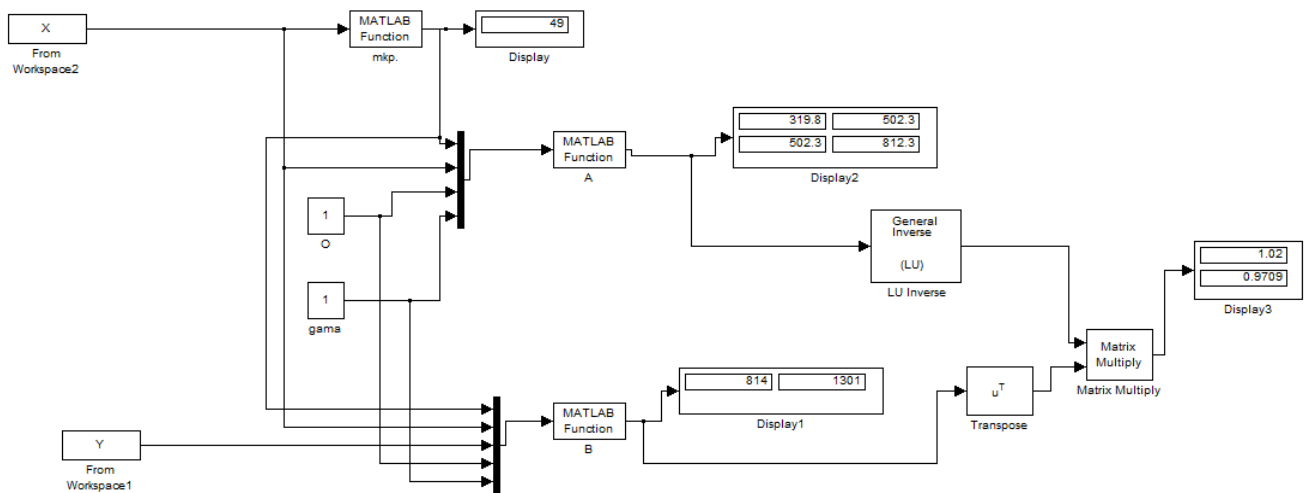 X
From
Workspace2
MATLAB
Function
mkp.
49
Display
MATLAB
Function
A
319.8 502.3
502.3 812.3
Display2
1
O
1
gama
General
Inverse
(LU)
LU Inverse
1.02
0.9709
Display3
Matrix
Multiply
Matrix Multiply
Y
From
Workspace1
MATLAB
Function
B
814 1301
Display1
uT
Transpose